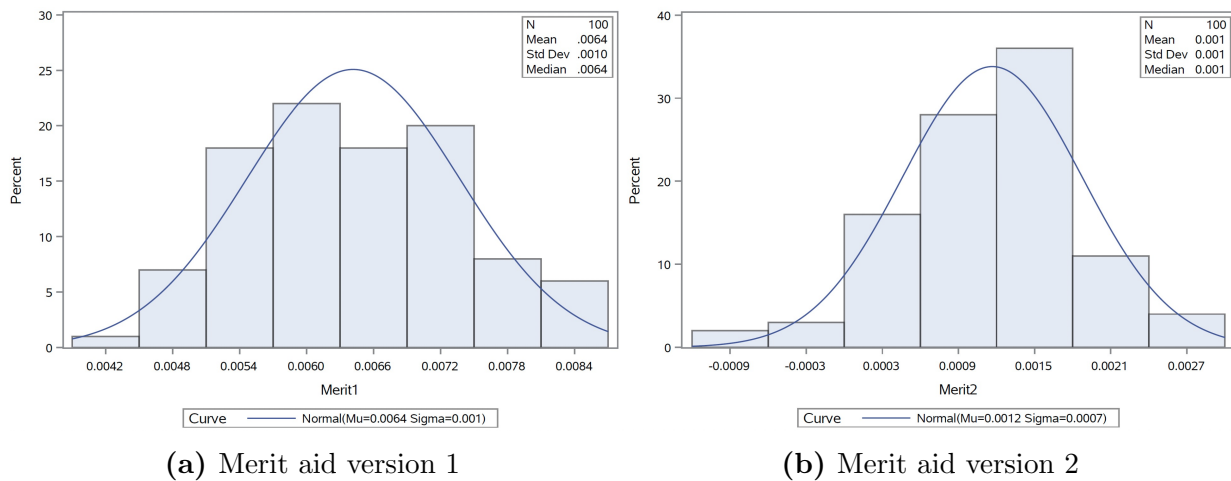 30
25
20
15
10
5
0
Percent
N 100
Mean .0064
Std Dev .0010
Median .0064
0.0042 0.0048 0.0054 0.0060 0.0066 0.0072 0.0078 0.0084
Merit1
Curve Normal(Mu=0.0064 Sigma=0.001)
(a) Merit aid version 1
40
30
20
10
0
Percent
N 100
Mean 0.001
Std Dev 0.001
Median 0.001
-0.0009 -0.0003 0.0003 0.0009 0.0015 0.0021 0.0027
Merit2
Curve Normal(Mu=0.0012 Sigma=0.0007)
(b) Merit aid version 2